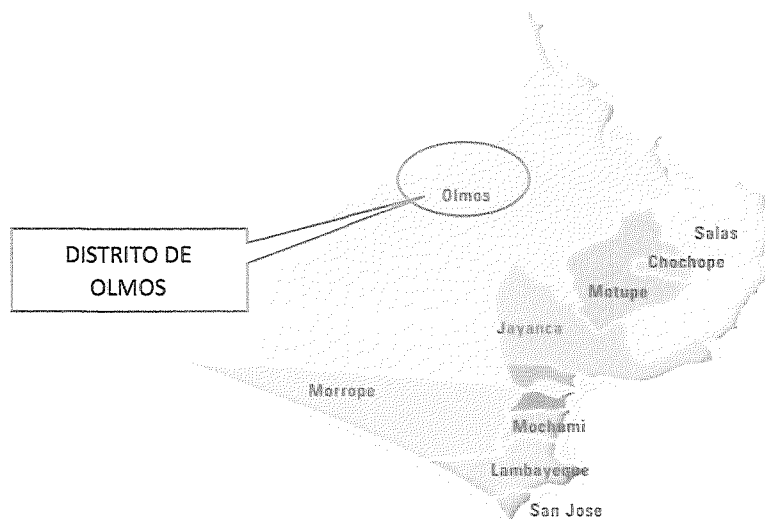 Olmos
DISTRITO DE
OLMOS
Salas
Chochope
Motupe
Jayanca
Morrope
Mochumi
Lambayeque
San Jose